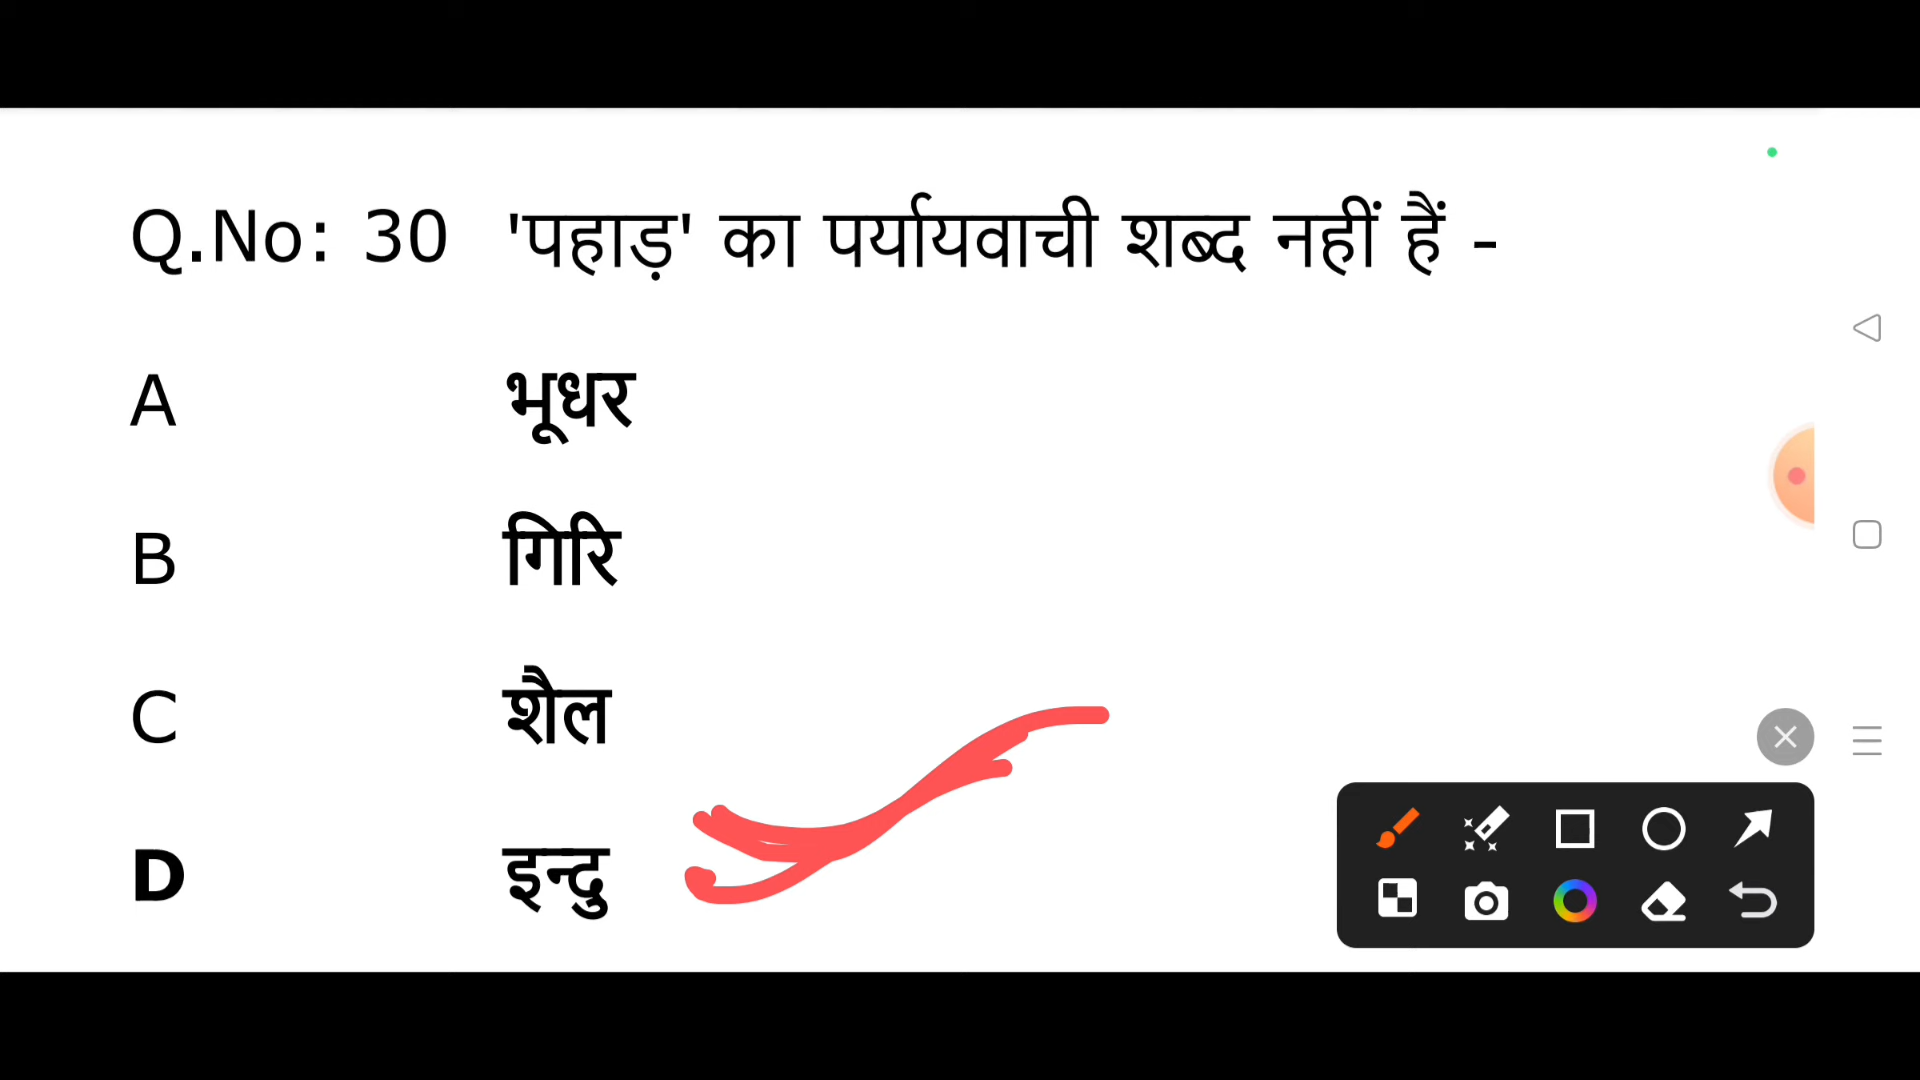 Q.No: 30 'पहाड़' का पर्यायवाची शब्द नहीं हैं -
A भूधर
B गिरि
C शैल
D इन्दु